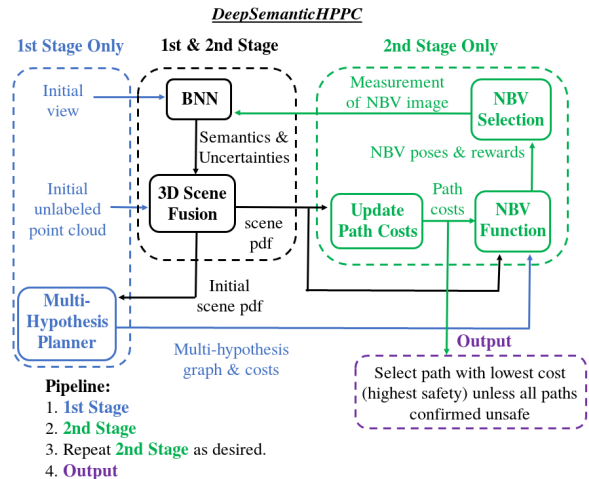 DeepSemanticHPPC
1st Stage Only
1st & 2nd Stage
2nd Stage Only
Initial
view
BNN
Measurement
of NBV image
NBV
Selection
Semantics &
Uncertainties
NBV poses & rewards
Initial
unlabeled
point cloud
3D Scene
Fusion
scene
pdf
Update
Path Costs
Path
costs
NBV
Function
Initial
scene pdf
Multi-
Hypothesis
Planner
Multi-hypothesis
graph & costs
Output
Select path with lowest cost
(highest safety) unless all paths
confirmed unsafe
Pipeline:
1. 1st Stage
2. 2nd Stage
3. Repeat 2nd Stage as desired.
4. Output